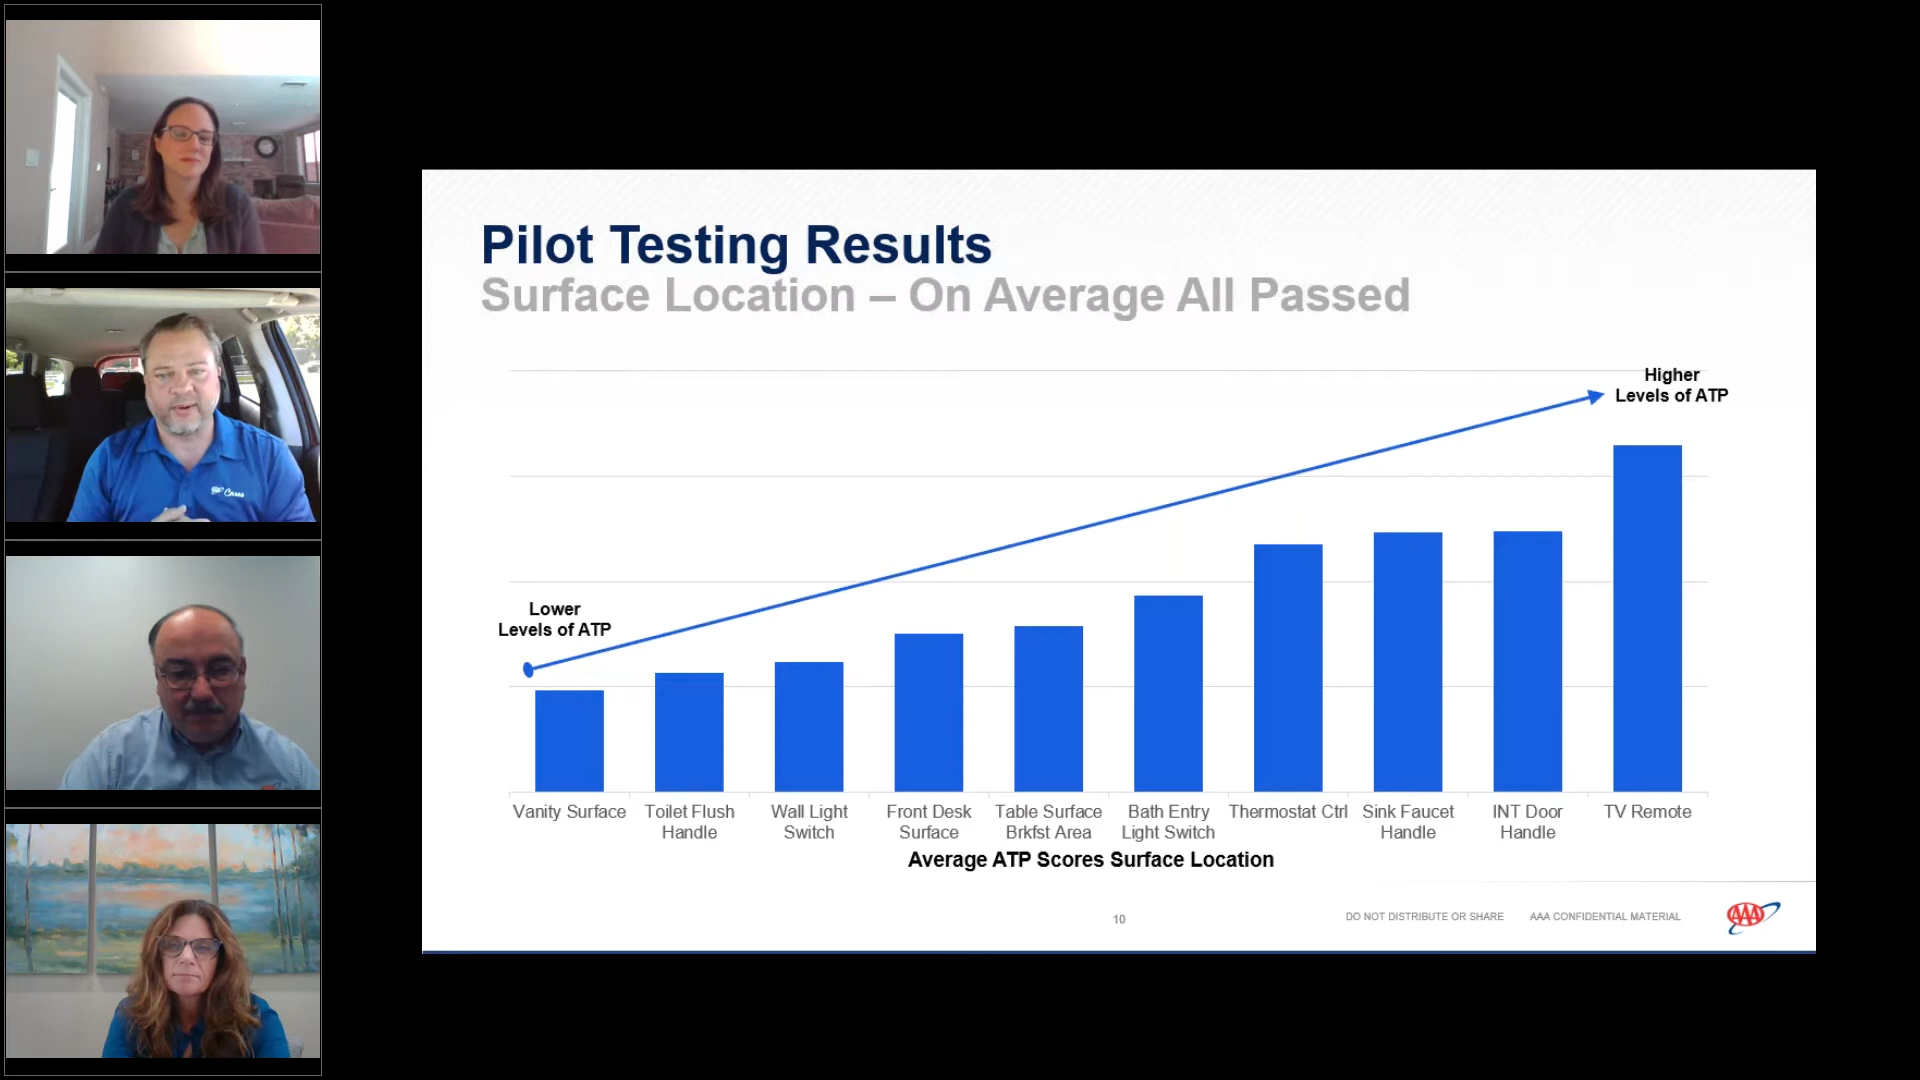 Pilot Testing Results
Surface Location – On Average All Passed
Higher
Levels of ATP
Lower
Levels of ATP
Vanity Surface
Toilet Flush
Handle
Wall Light
Switch
Front Desk
Surface
Table Surface
Brkfst Area
Bath Entry
Light Switch
Thermostat Ctrl
Sink Faucet
Handle
INT Door
Handle
TV Remote
Average ATP Scores Surface Location
10
DO NOT DISTRIBUTE OR SHARE
AAA CONFIDENTIAL MATERIAL
AAA
Cares